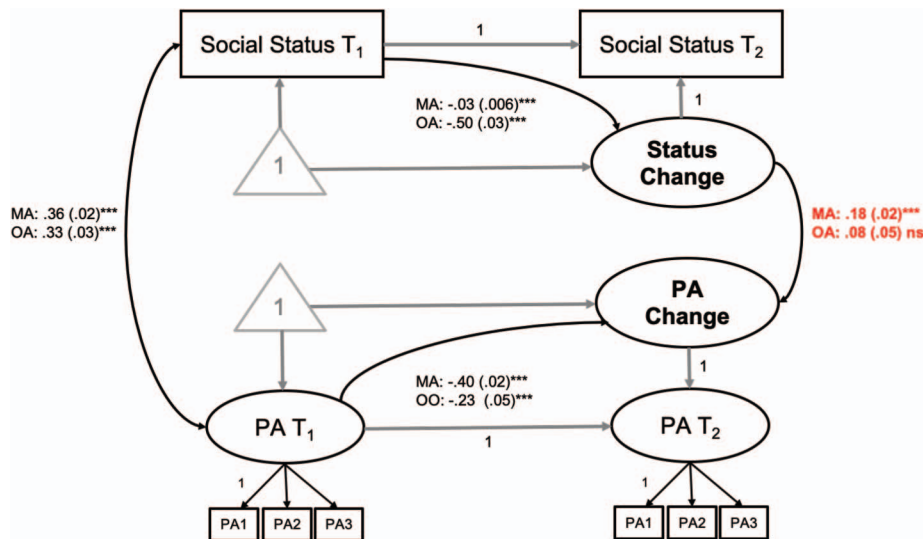 Social Status T₁
1
Social Status T₂
MA: -.03 (.006)***
OA: -.50 (.03)***
1
1
Status
Change
MA: .36 (.02)***
OA: .33 (.03)***
MA: .18 (.02)***
OA: .08 (.05) ns
1
PA
Change
MA: -.40 (.02)***
OO: -.23 (.05)***
1
PA T₁
1
PA T₂
1
1
PA1
PA2
PA3
PA1
PA2
PA3